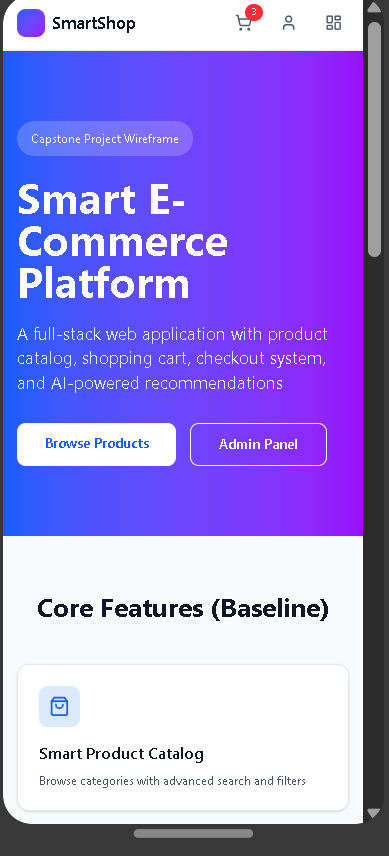 SmartShop
3
Capstone Project Wireframe
Smart E-
Commerce
Platform
A full-stack web application with product
catalog, shopping cart, checkout system,
and AI-powered recommendations
Browse Products
Admin Panel
Core Features (Baseline)
Smart Product Catalog
Browse categories with advanced search and filters